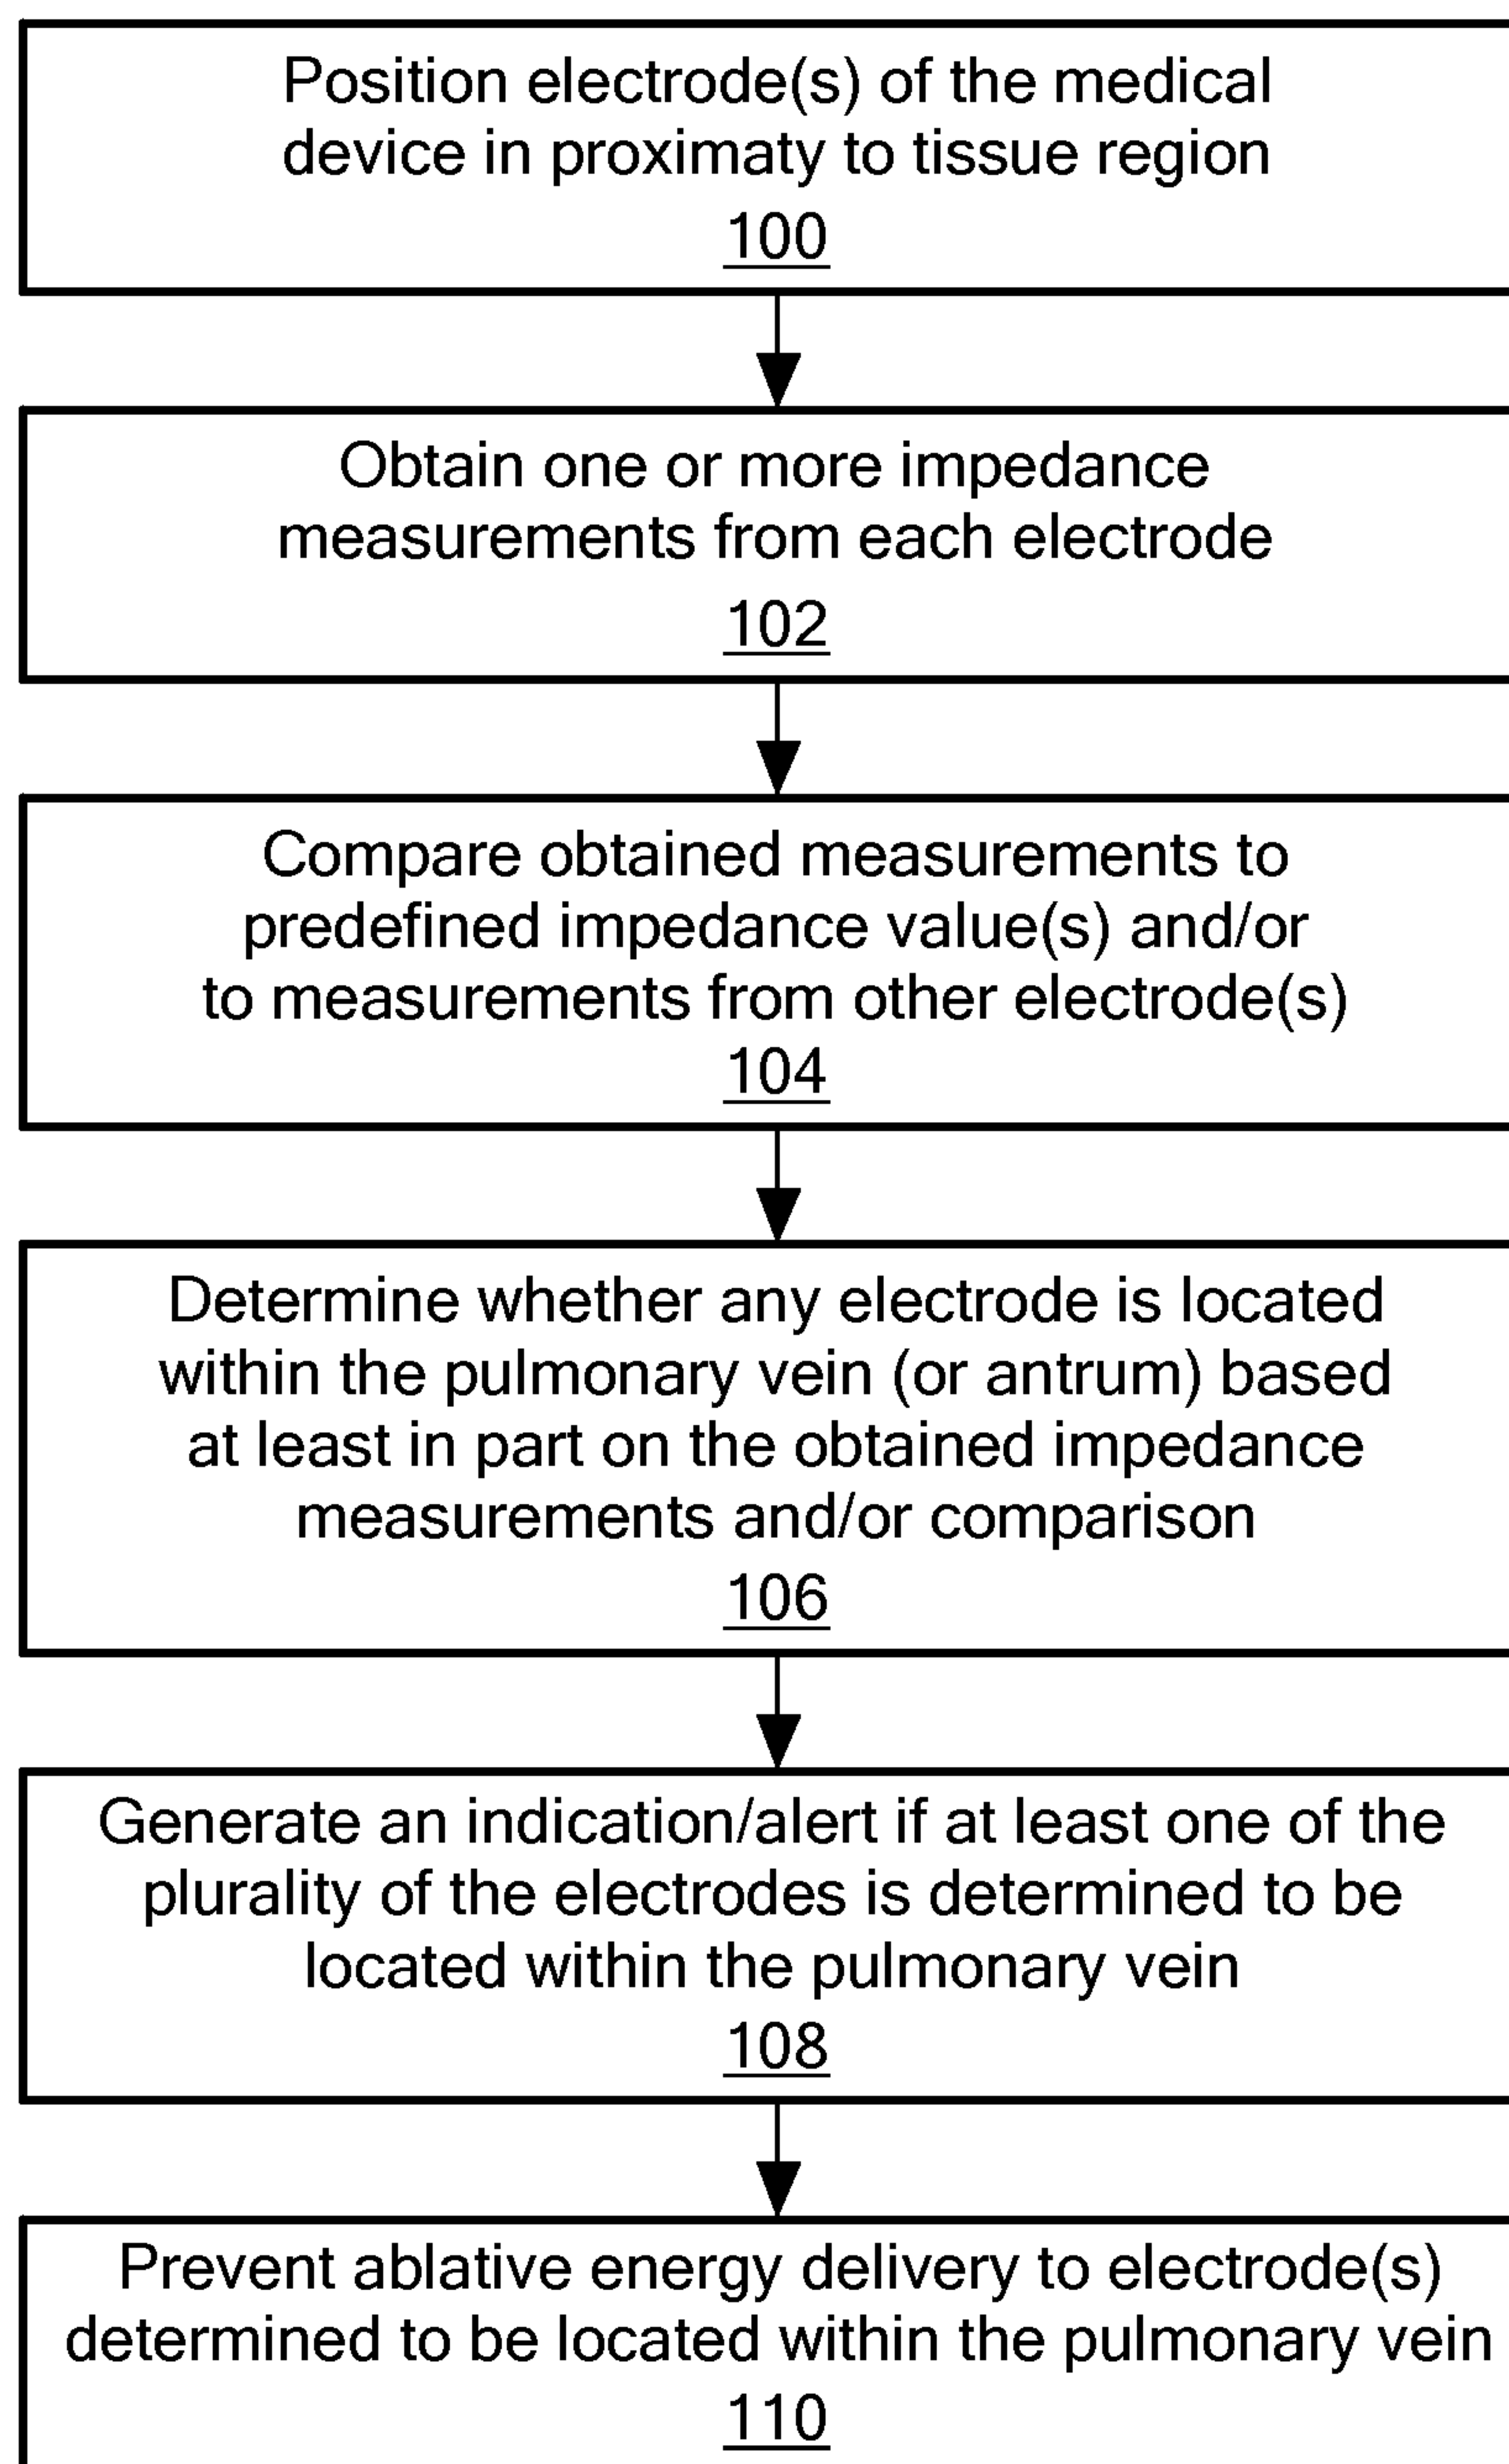 Position electrode(s) of the medical
device in proximaty to tissue region
100
Obtain one or more impedance
measurements from each electrode
102
Compare obtained measurements to
predefined impedance value(s) and/or
to measurements from other electrode(s)
104
Determine whether any electrode is located
within the pulmonary vein (or antrum) based
at least in part on the obtained impedance
measurements and/or comparison
106
Generate an indication/alert if at least one of the
plurality of the electrodes is determined to be
located within the pulmonary vein
108
Prevent ablative energy delivery to electrode(s)
determined to be located within the pulmonary vein
110